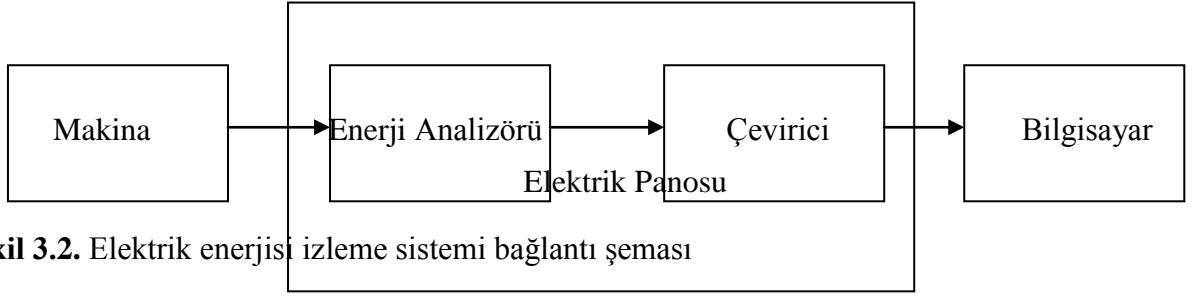 Makina
Enerji Analizörü
Çevirici
Bilgisayar
Elektrik Panosu
kil 3.2. Elektrik enerjisi izleme sistemi bağlantı şeması